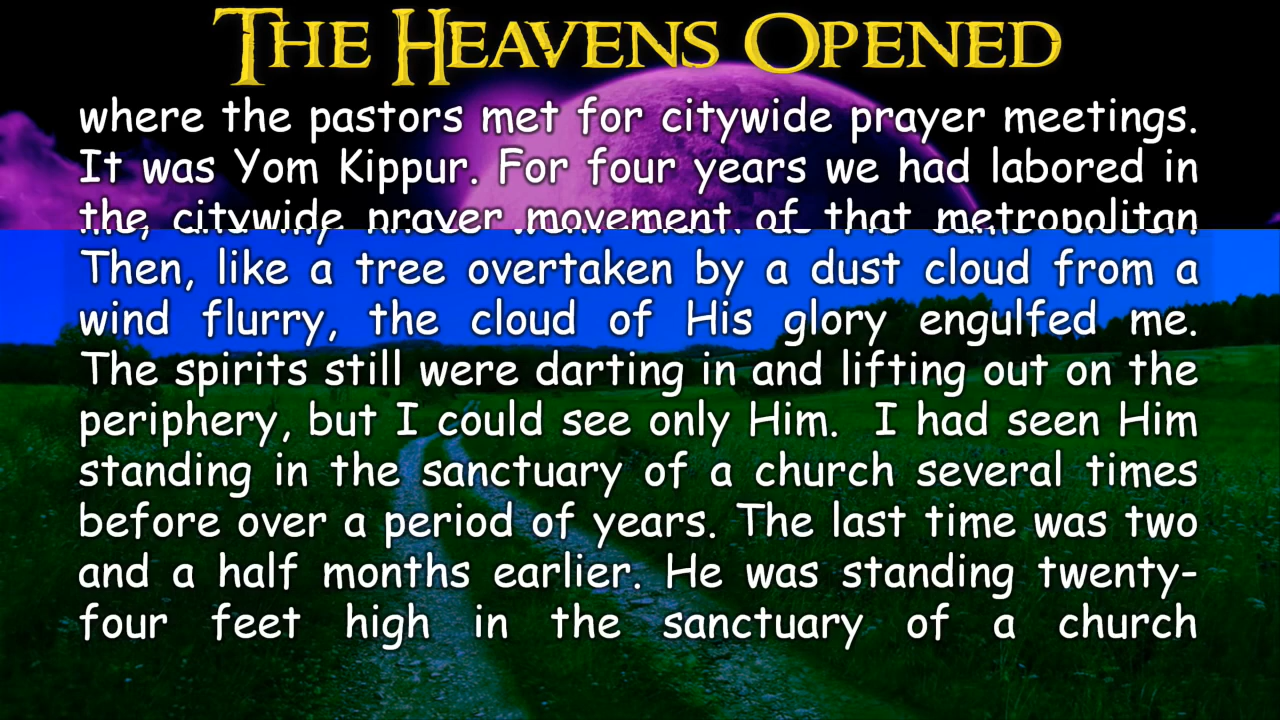 THE HEAVENS OPENED
where the pastors met for citywide prayer meetings.
It was Yom Kippur. For four years we had labored in
the citywide prayer movement of that metropolitan
Then, like a tree overtaken by a dust cloud from a
wind flurry, the cloud of His glory engulfed me.
The spirits still were darting in and lifting out on the
periphery, but I could see only Him. I had seen Him
standing in the sanctuary of a church several times
before over a period of years. The last time was two
and a half months earlier. He was standing twenty-
four feet high in the sanctuary of a church